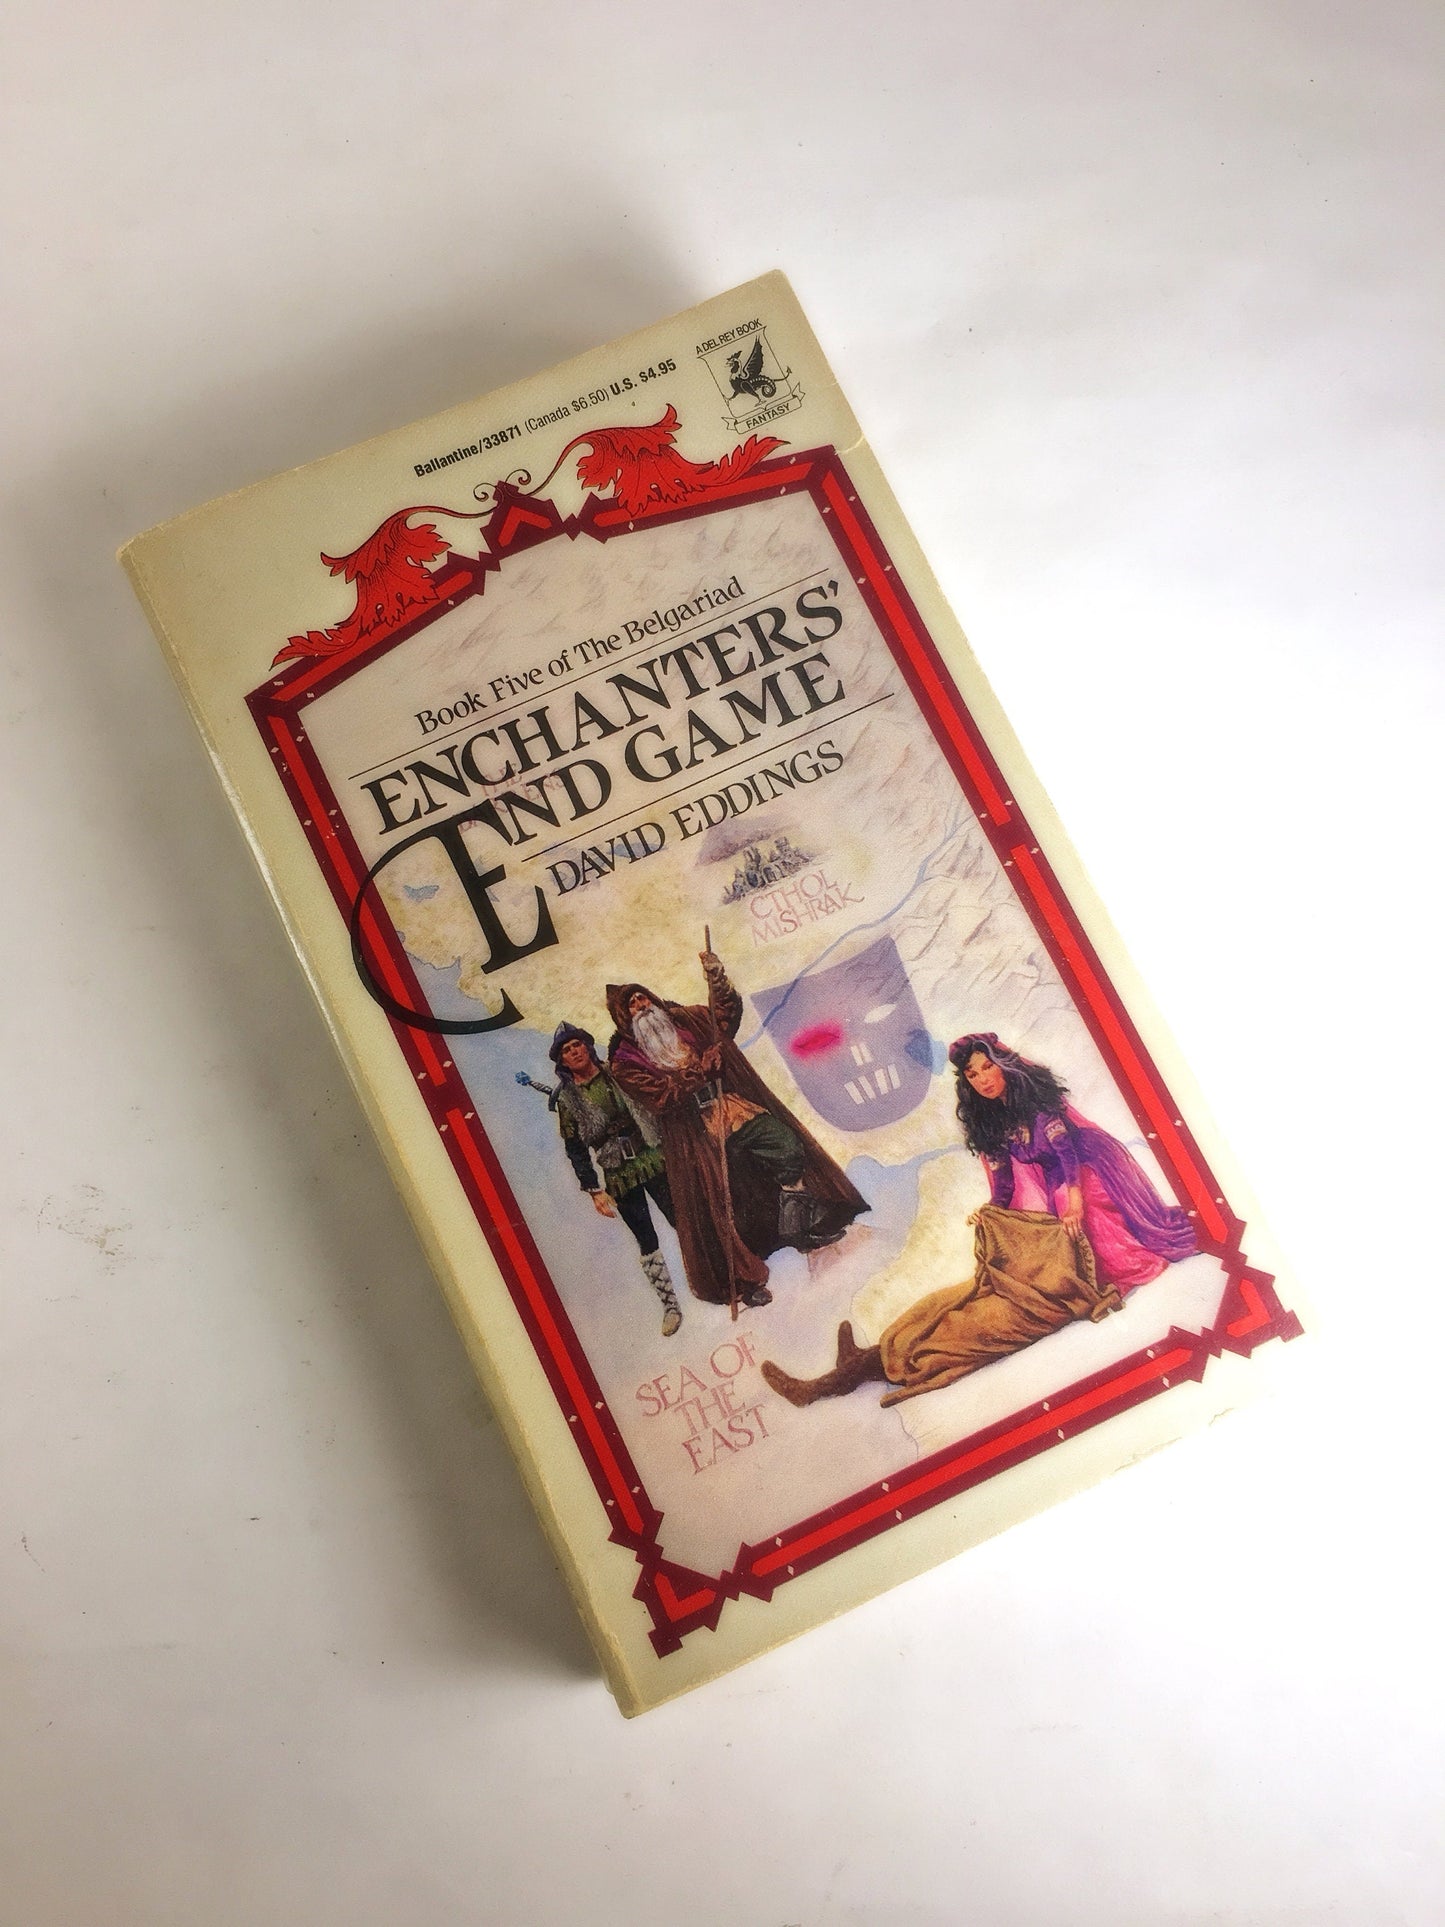 A DEL REY BOOK
FANTASY
Ballantine/33871 (Canada $6.50) U.S. $4.95
Book Five of The Belgariad
ENCHANTERS'
END GAME
DAVID EDDINGS
THE
CTHOL
MISHRAK
SEA OF
THE
EAST